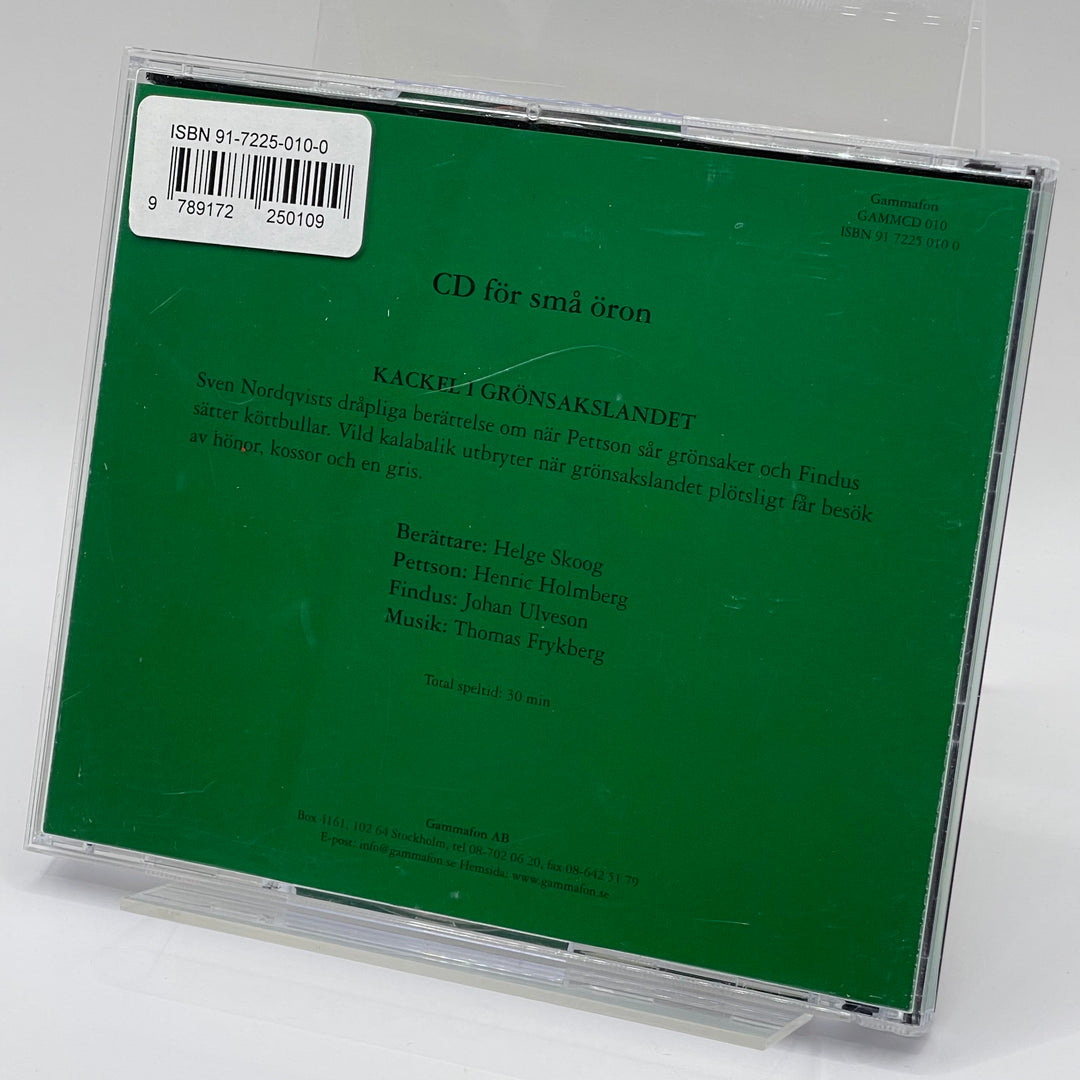 ISBN 91-7225-010-0
9 789172 250109
Gammafon
GAMMCD 010
ISBN 91 7225 010 0
CD för små öron
KACKEL I GRÖNSAKSLANDET
Sven Nordqvists dråpliga berättelse om när Pettson sår grönsaker och Findus
sätter köttbullar. Vild kalabalik utbryter när grönsakslandet plötsligt får besök
av hönor, kossor och en gris.
Berättare: Helge Skoog
Pettson: Henric Holmberg
Findus: Johan Ulveson
Musik: Thomas Frykberg
Total speltid: 30 min
Gammafon AB
Box 4161, 102 64 Stockholm, tel 08-702 06 20, fax 08-642 51 79
E-post: info@gammafon.se Hemsida: www.gammafon.se